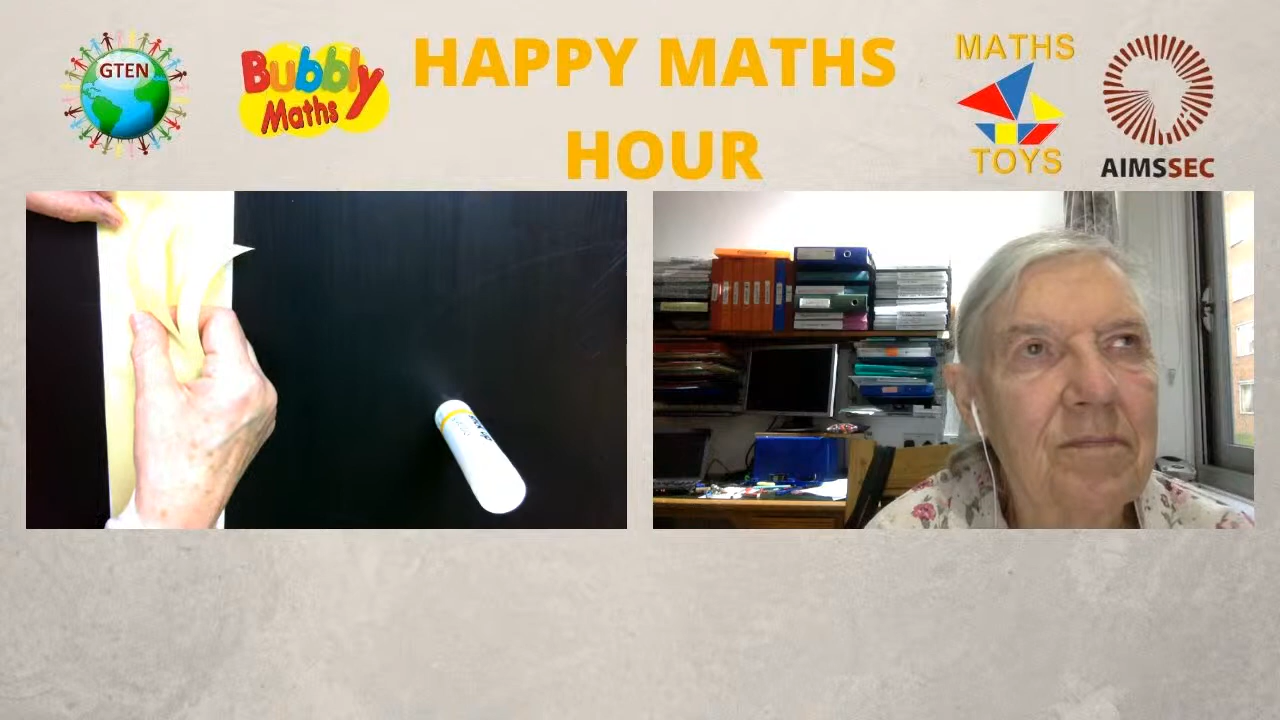 GTEN
Bubbly
Maths
HAPPY MATHS
HOUR
MATHS
TOYS
AIMSSEC